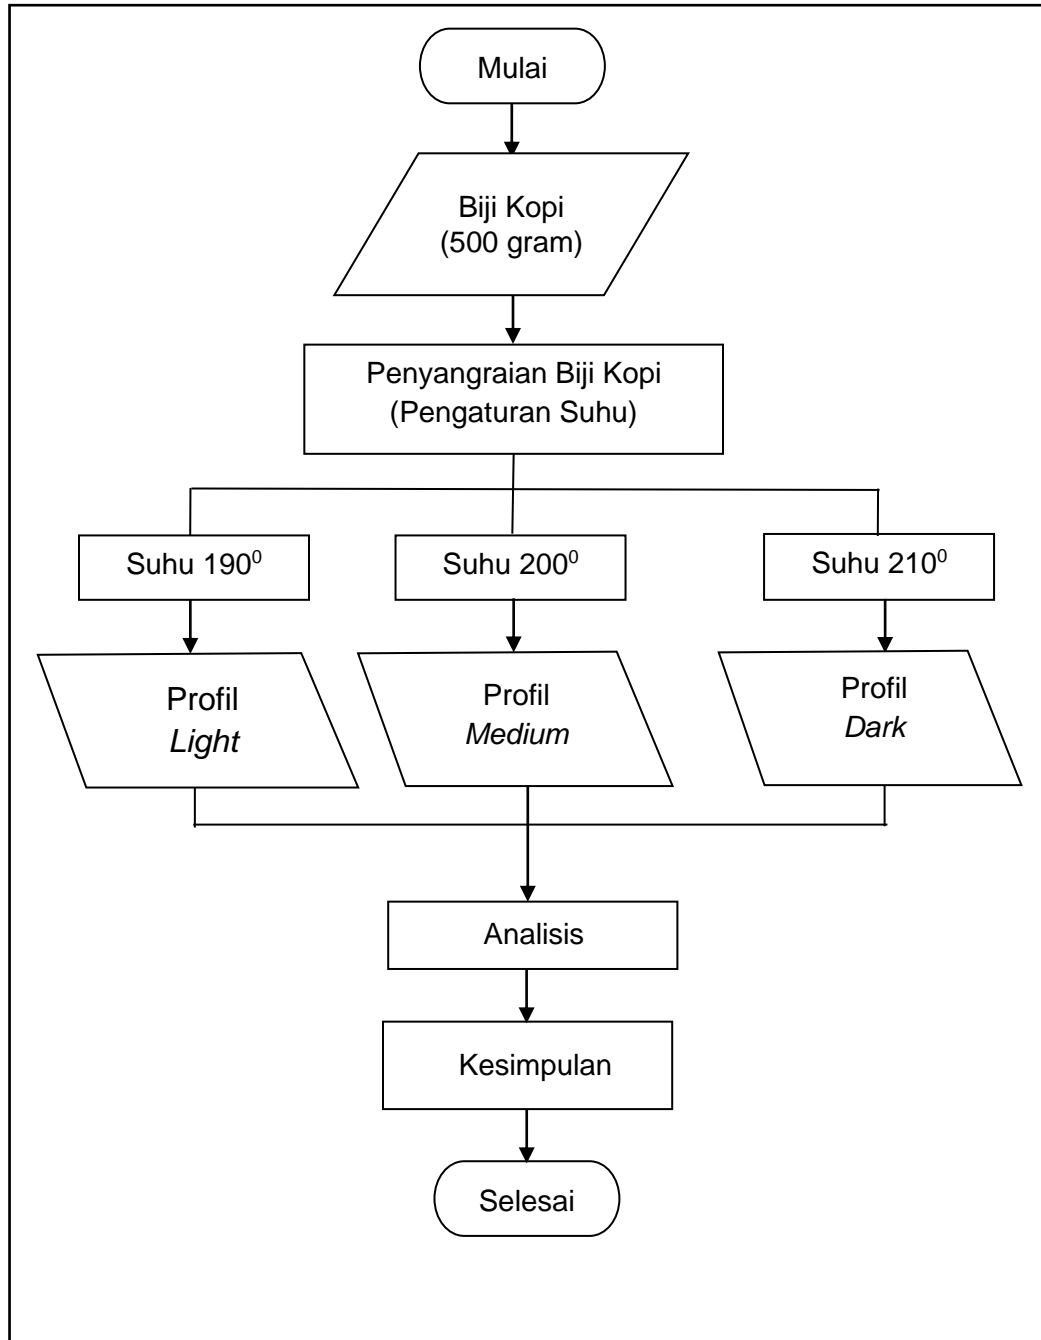 Mulai
Biji Kopi
(500 gram)
Penyangraian Biji Kopi
(Pengaturan Suhu)
Suhu 190⁰
Suhu 200⁰
Suhu 210⁰
Profil
Light
Profil
Medium
Profil
Dark
Analisis
Kesimpulan
Selesai